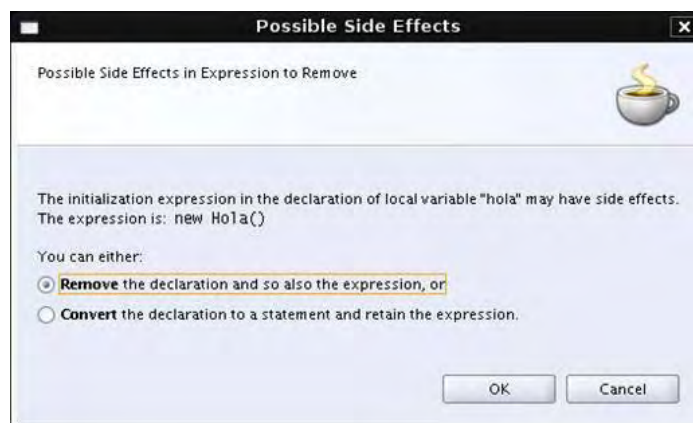 Possible Side Effects
Possible Side Effects in Expression to Remove
The initialization expression in the declaration of local variable "hola" may have side effects.
The expression is: new Hola()
You can either:
Remove the declaration and so also the expression, or
Convert the declaration to a statement and retain the expression.
OK Cancel